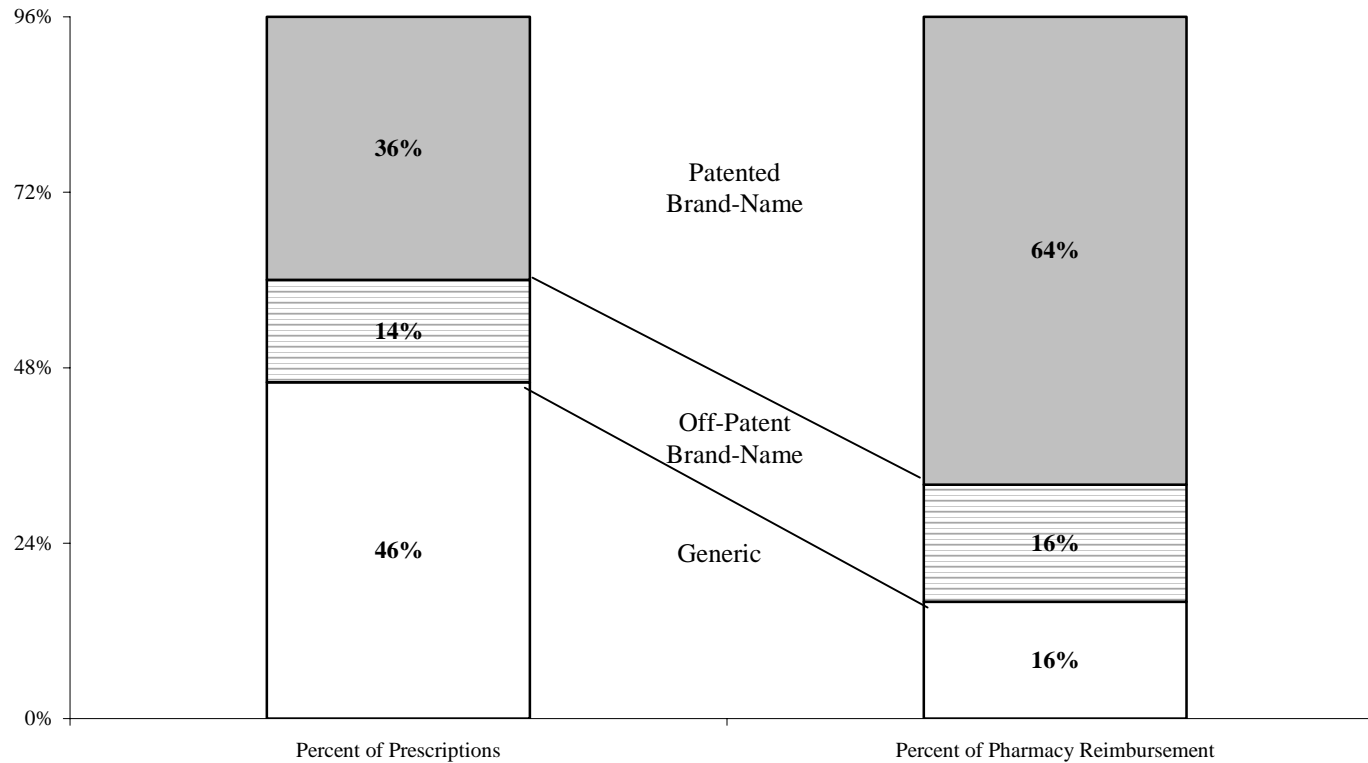 96%
72%
48%
24%
0%
36%
14%
46%
Patented
Brand-Name
Off-Patent
Brand-Name
Generic
64%
16%
16%
Percent of Prescriptions
Percent of Pharmacy Reimbursement